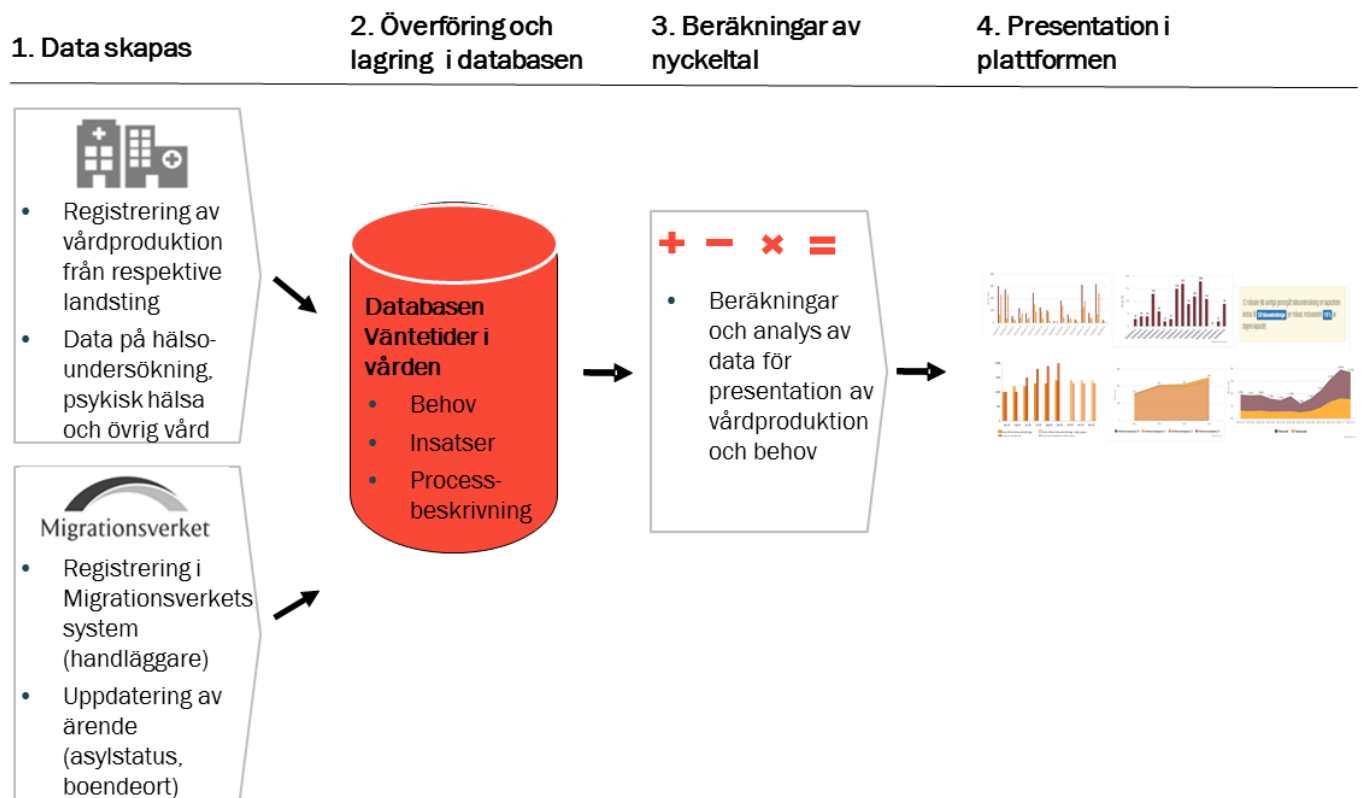 1. Data skapas
2. Överföring och
lagring i databasen
3. Beräkningar av
nyckeltal
4. Presentation i
plattformen
• Registrering av
vårdproduktion
från respektive
landsting
• Data på hälso-
undersökning,
psykisk hälsa
och övrig vård
Migrationsverket
• Registrering i
Migrationsverkets
system
(handläggare)
• Uppdatering av
ärende
(asylstatus,
boendeort)
Databasen
Väntetider i
vården
• Behov
• Insatser
• Process-
beskrivning
• Beräkningar
och analys av
data för
presentation av
vårdproduktion
och behov